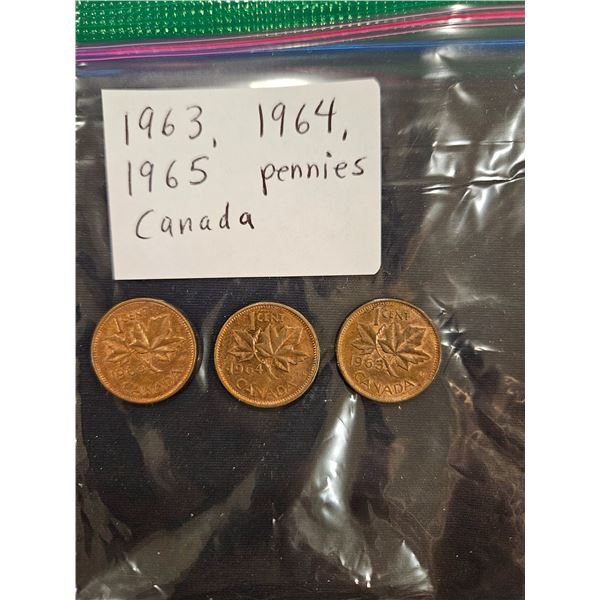 1963, 1964,
1965 pennies
Canada
1 CENT
CANADA
1 CENT
1964
CANADA
1 CENT
CANADA